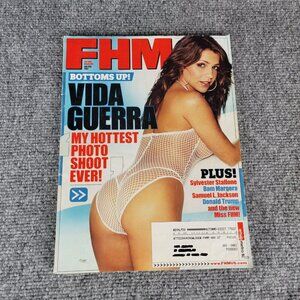 FHM
BOTTOMS UP!
VIDA
GUERRA
MY HOTTEST
PHOTO
SHOOT
EVER!
PLUS!
Sylvester Stallone
Bam Margera
Samuel L. Jackson
Donald Trump
and the new
Miss FHM!
www.FHMUS.com